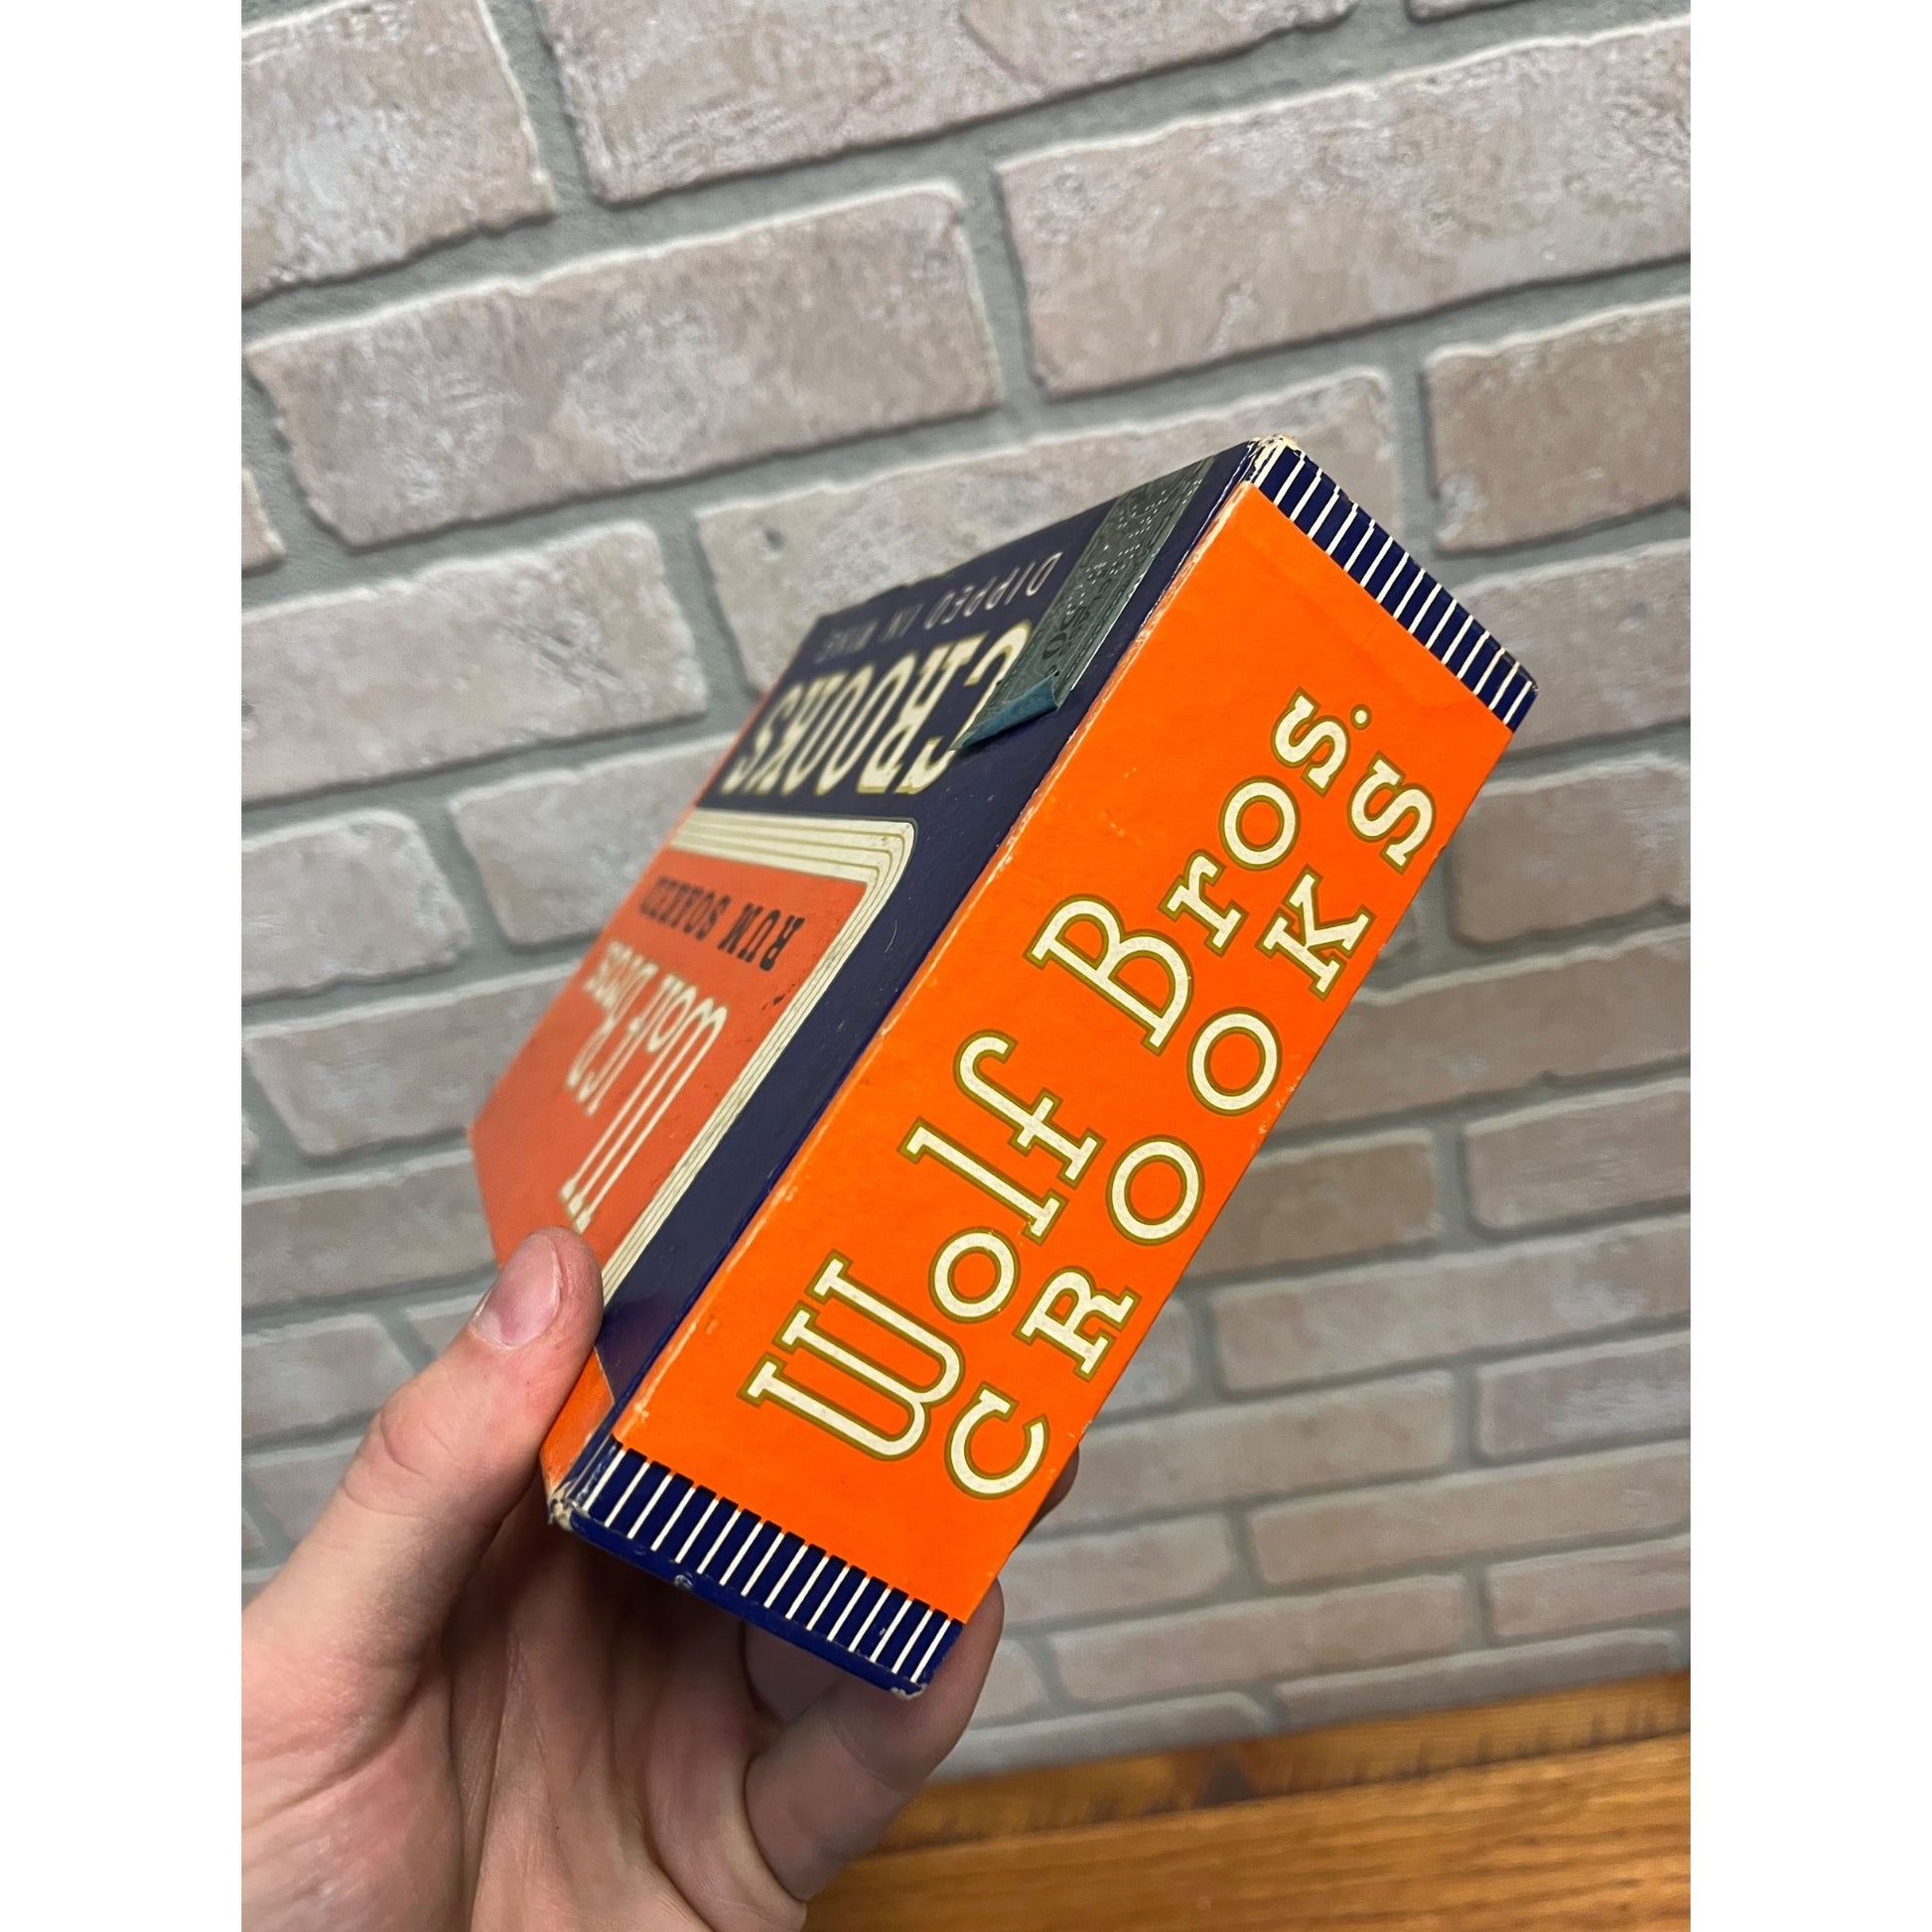 Wolf Bros.
CROOKS
Wolf Bros
RUM SOAKED
CROOKS
DIPPED IN WINE